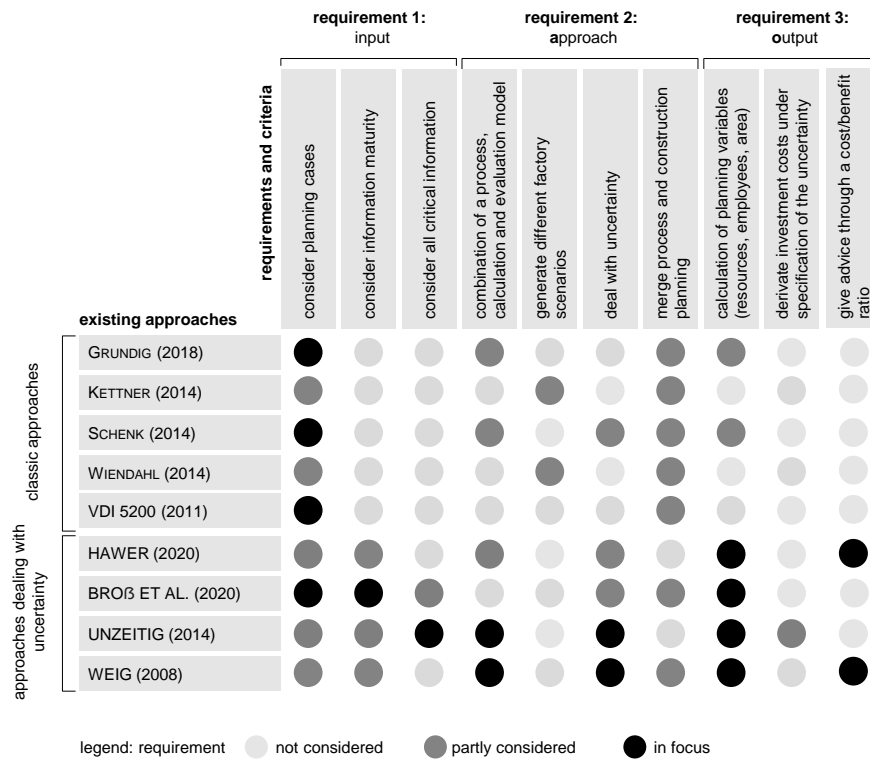 requirement 1:
input
requirement 2:
approach
requirement 3:
output
requirements and criteria
consider planning cases
consider information maturity
consider all critical information
combination of a process,
calculation and evaluation model
generate different factory
scenarios
deal with uncertainty
merge process and construction
planning
calculation of planning variables
(resources, employees, area)
derivate investment costs under
specification of the uncertainty
give advice through a cost/benefit
ratio
existing approaches
classic approaches
GRUNDIG (2018)
KETTNER (2014)
SCHENK (2014)
WIENDAHL (2014)
VDI 5200 (2011)
approaches dealing with
uncertainty
HAWER (2020)
BROß ET AL. (2020)
UNZEITIG (2014)
WEIG (2008)
legend: requirement not considered partly considered in focus